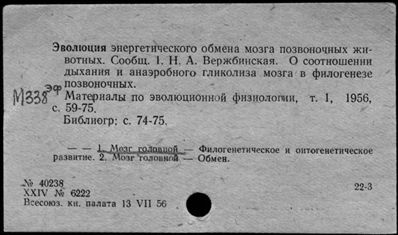 Эволюция энергетического обмена мозга позвоночных жи-
вотных. Сообщ. I. Н. А. Вержбинская. О соотношении
дыхания и анаэробного гликолиза мозга в филогенезе
позвоночных.
М338 эф
Материалы по эволюционной физиологии, т. I, 1956,
с. 59-75.
Библиогр: с. 74-75.
— — 1. Мозг головной — Филогенетическое и онтогенетическое
развитие. 2. Мозг головной — Обмен.
№ 40238
XXIV № 6222
22-3
Всесоюз. кн. палата 13 VII 56